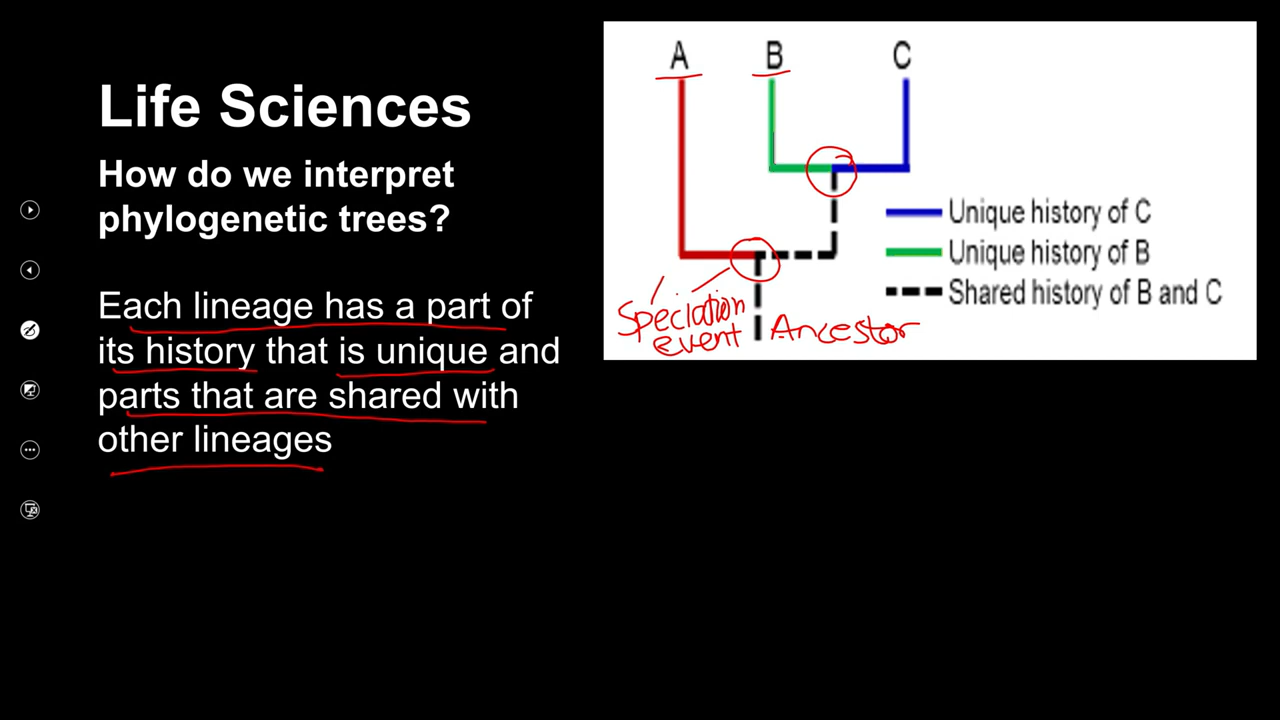 Life Sciences
How do we interpret
phylogenetic trees?
Each lineage has a part of
its history that is unique and
parts that are shared with
other lineages
A B C
Unique history of C
Unique history of B
Shared history of B and C
Speciation
event
Ancestor